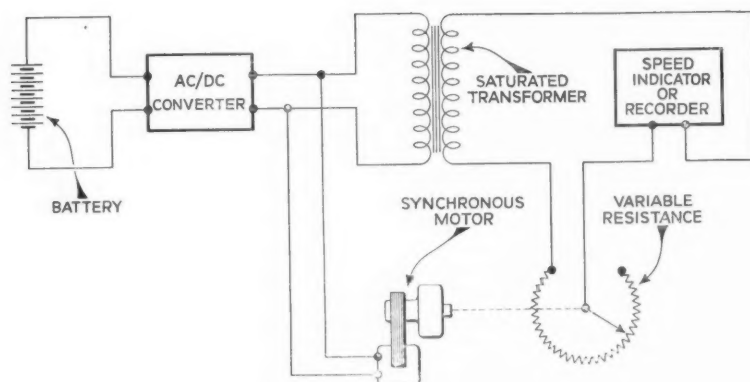 AC/DC
CONVERTER
SATURATED
TRANSFORMER
SPEED
INDICATOR
OR
RECORDER
BATTERY
SYNCHRONOUS
MOTOR
VARIABLE
RESISTANCE